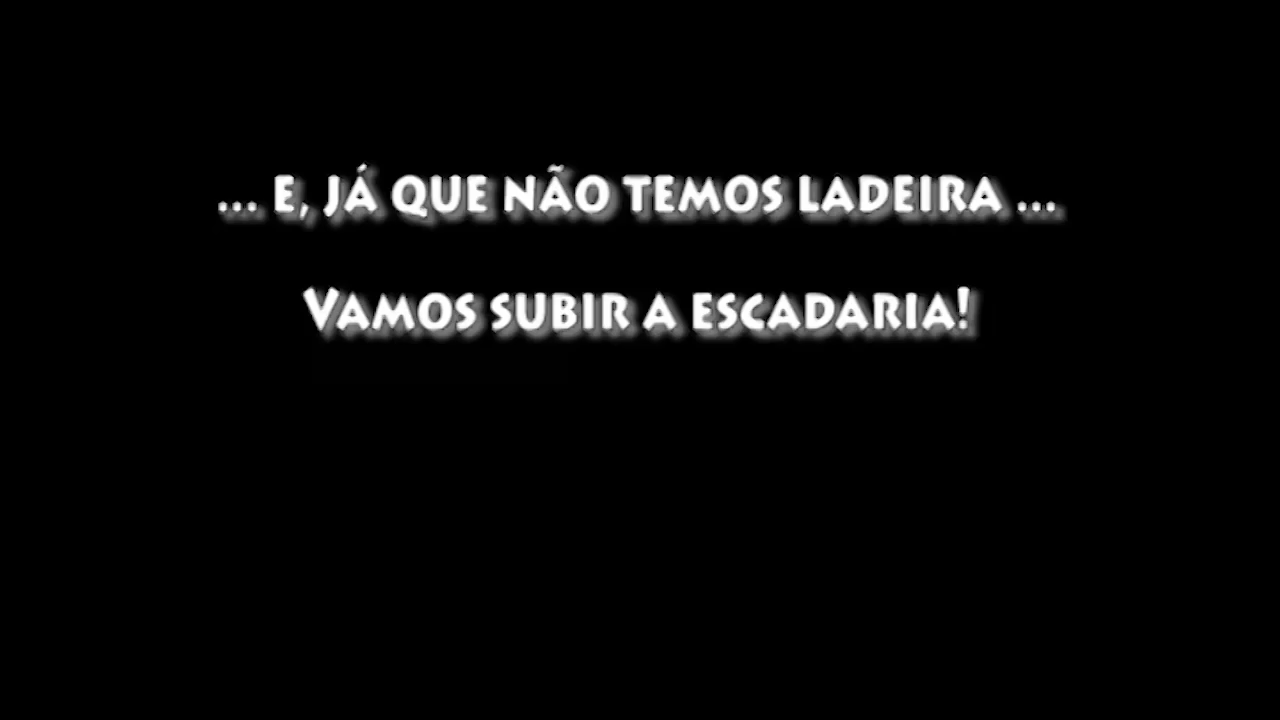 ... E, JÁ QUE NÃO TEMOS LADEIRA ...
VAMOS SUBIR A ESCADARIA!